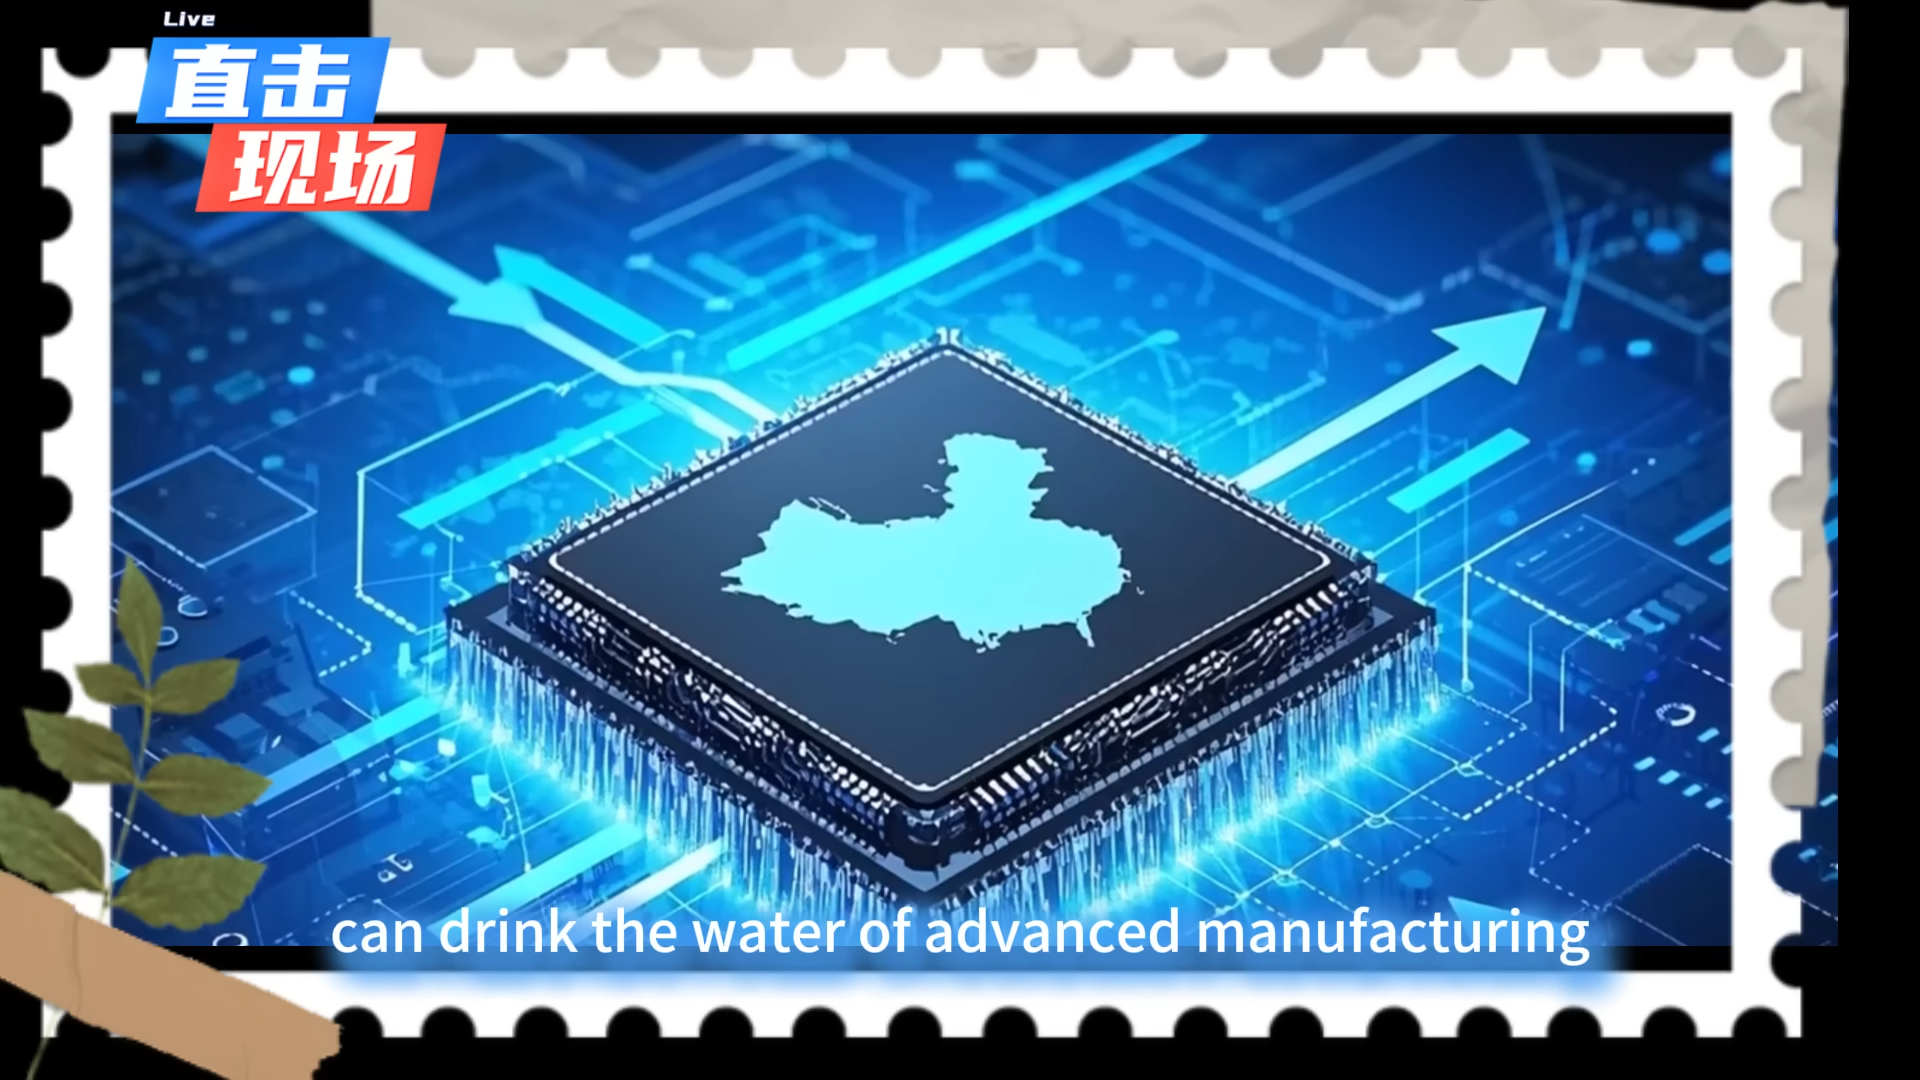 Live
直击
现场
can drink the water of advanced manufacturing